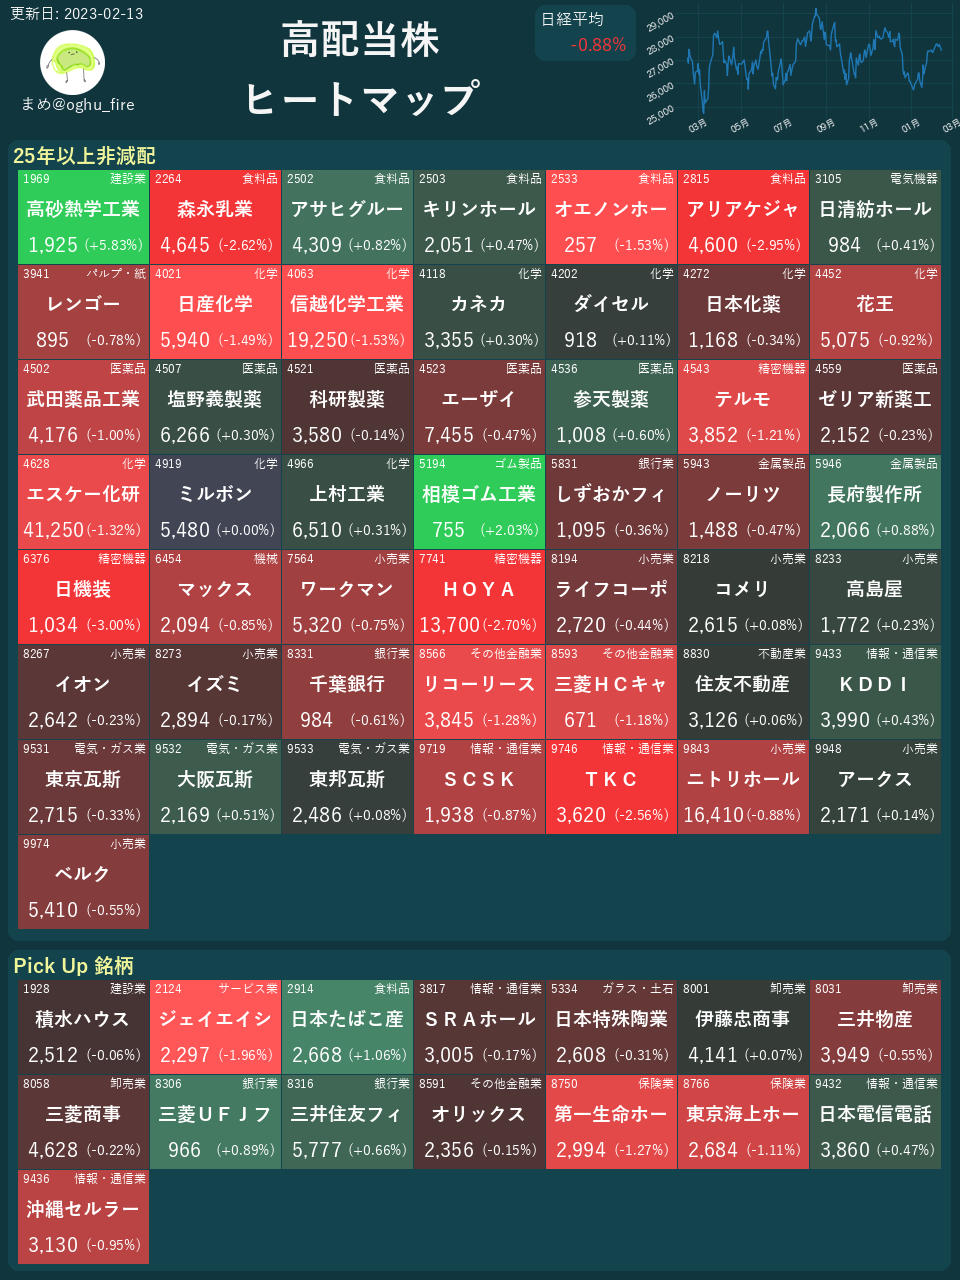 更新日: 2023-02-13
まめ@oghu_fire
高配当株
ヒートマップ
日経平均
-0.88%
29,000
28,000
27,000
26,000
25,000
03月 05月 07月 09月 11月 01月 03月
25年以上非減配
1969 建設業
高砂熱学工業
1,925 (+5.83%)
2264 食料品
森永乳業
4,645 (-2.62%)
2502 食料品
アサヒグルー
4,309 (+0.82%)
2503 食料品
キリンホール
2,051 (+0.47%)
2533 食料品
オエノンホー
257 (-1.53%)
2815 食料品
アリアケジャ
4,600 (-2.95%)
3105 電気機器
日清紡ホール
984 (+0.41%)
3941 パルプ・紙
レンゴー
895 (-0.78%)
4021 化学
日産化学
5,940 (-1.49%)
4063 化学
信越化学工業
19,250 (-1.53%)
4118 化学
カネカ
3,355 (+0.30%)
4202 化学
ダイセル
918 (+0.11%)
4272 化学
日本化薬
1,168 (-0.34%)
4452 化学
花王
5,075 (-0.92%)
4502 医薬品
武田薬品工業
4,176 (-1.00%)
4507 医薬品
塩野義製薬
6,266 (+0.30%)
4521 医薬品
科研製薬
3,580 (-0.14%)
4523 医薬品
エーザイ
7,455 (-0.47%)
4536 医薬品
参天製薬
1,008 (+0.60%)
4543 精密機器
テルモ
3,852 (-1.21%)
4559 医薬品
ゼリア新薬工
2,152 (-0.23%)
4628 化学
エスケー化研
41,250 (-1.32%)
4919 化学
ミルボン
5,480 (+0.00%)
4966 化学
上村工業
6,510 (+0.31%)
5194 ゴム製品
相模ゴム工業
755 (+2.03%)
5831 銀行業
しずおかフィ
1,095 (-0.36%)
5943 金属製品
ノーリツ
1,488 (-0.47%)
5946 金属製品
長府製作所
2,066 (+0.88%)
6376 精密機器
日機装
1,034 (-3.00%)
6454 機械
マックス
2,094 (-0.85%)
7564 小売業
ワークマン
5,320 (-0.75%)
7741 精密機器
ＨＯＹＡ
13,700 (-2.70%)
8194 小売業
ライフコーポ
2,720 (-0.44%)
8218 小売業
コメリ
2,615 (+0.08%)
8233 小売業
高島屋
1,772 (+0.23%)
8267 小売業
イオン
2,642 (-0.23%)
8273 小売業
イズミ
2,894 (-0.17%)
8331 銀行業
千葉銀行
984 (-0.61%)
8566 その他金融業
リコーリース
3,845 (-1.28%)
8593 その他金融業
三菱ＨＣキャ
671 (-1.18%)
8830 不動産業
住友不動産
3,126 (+0.06%)
9433 情報・通信業
ＫＤＤＩ
3,990 (+0.43%)
9531 電気・ガス業
東京瓦斯
2,715 (-0.33%)
9532 電気・ガス業
大阪瓦斯
2,169 (+0.51%)
9533 電気・ガス業
東邦瓦斯
2,486 (+0.08%)
9719 情報・通信業
ＳＣＳＫ
1,938 (-0.87%)
9746 情報・通信業
ＴＫＣ
3,620 (-2.56%)
9843 小売業
ニトリホール
16,410 (-0.88%)
9948 小売業
アークス
2,171 (+0.14%)
9974 小売業
ベルク
5,410 (-0.55%)
Pick Up 銘柄
1928 建設業
積水ハウス
2,512 (-0.06%)
2124 サービス業
ジェイエイシ
2,297 (-1.96%)
2914 食料品
日本たばこ産
2,668 (+1.06%)
3817 情報・通信業
ＳＲＡホール
3,005 (-0.17%)
5334 ガラス・土石
日本特殊陶業
2,608 (-0.31%)
8001 卸売業
伊藤忠商事
4,141 (+0.07%)
8031 卸売業
三井物産
3,949 (-0.55%)
8058 卸売業
三菱商事
4,628 (-0.22%)
8306 銀行業
三菱ＵＦＪフ
966 (+0.89%)
8316 銀行業
三井住友フィ
5,777 (+0.66%)
8591 その他金融業
オリックス
2,356 (-0.15%)
8750 保険業
第一生命ホー
2,994 (-1.27%)
8766 保険業
東京海上ホー
2,684 (-1.11%)
9432 情報・通信業
日本電信電話
3,860 (+0.47%)
9436 情報・通信業
沖縄セルラー
3,130 (-0.95%)